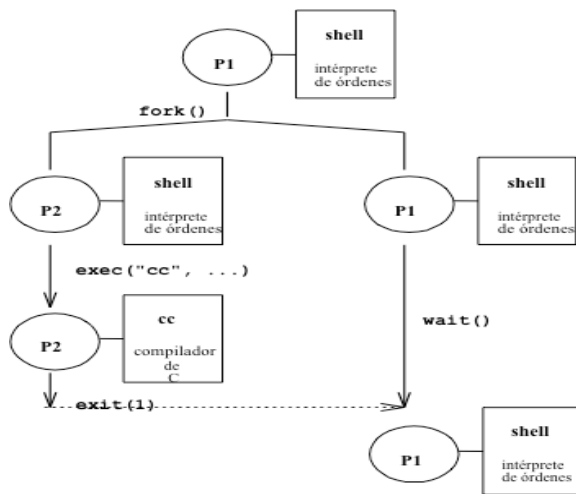 shell
P1
intérprete
de órdenes
fork()
shell
P2
intérprete
de órdenes
shell
P1
intérprete
de órdenes
exec("cc", ...)
cc
P2
compilador
de
C
wait()
exit(1)
shell
P1
intérprete
de órdenes